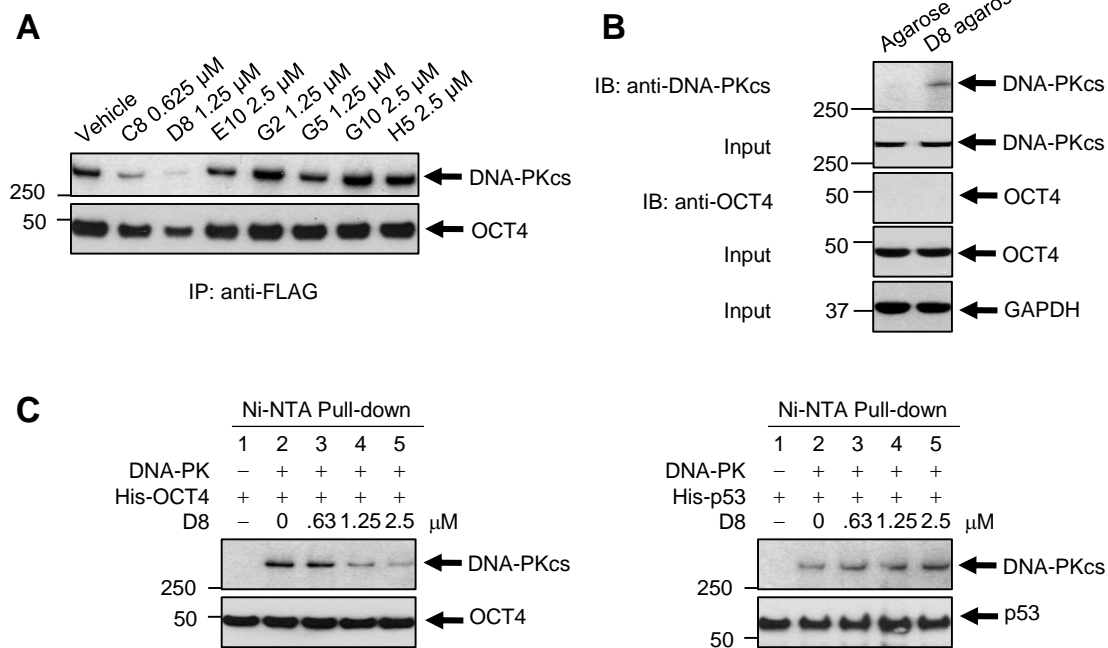 A
Vehicle
C8 0.625 µM
D8 1.25 µM
E10 2.5 µM
G2 1.25 µM
G5 1.25 µM
G10 2.5 µM
H5 2.5 µM
DNA-PKcs
250
50
OCT4
IP: anti-FLAG
B
Agarose
D8
IB: anti-DNA-PKcs
DNA-PKcs
250
Input
DNA-PKcs
250
50
IB: anti-OCT4
OCT4
50
Input
OCT4
Input
37
GAPDH
C
Ni-NTA Pull-down
1 2 3 4 5
DNA-PK − + + + +
His-OCT4 + + + + +
D8 − 0 .63 1.25 2.5 µM
DNA-PKcs
250
50
OCT4
Ni-NTA Pull-down
1 2 3 4 5
DNA-PK − + + + +
His-p53 + + + + +
D8 − 0 .63 1.25 2.5 µM
DNA-PKcs
250
p53
50